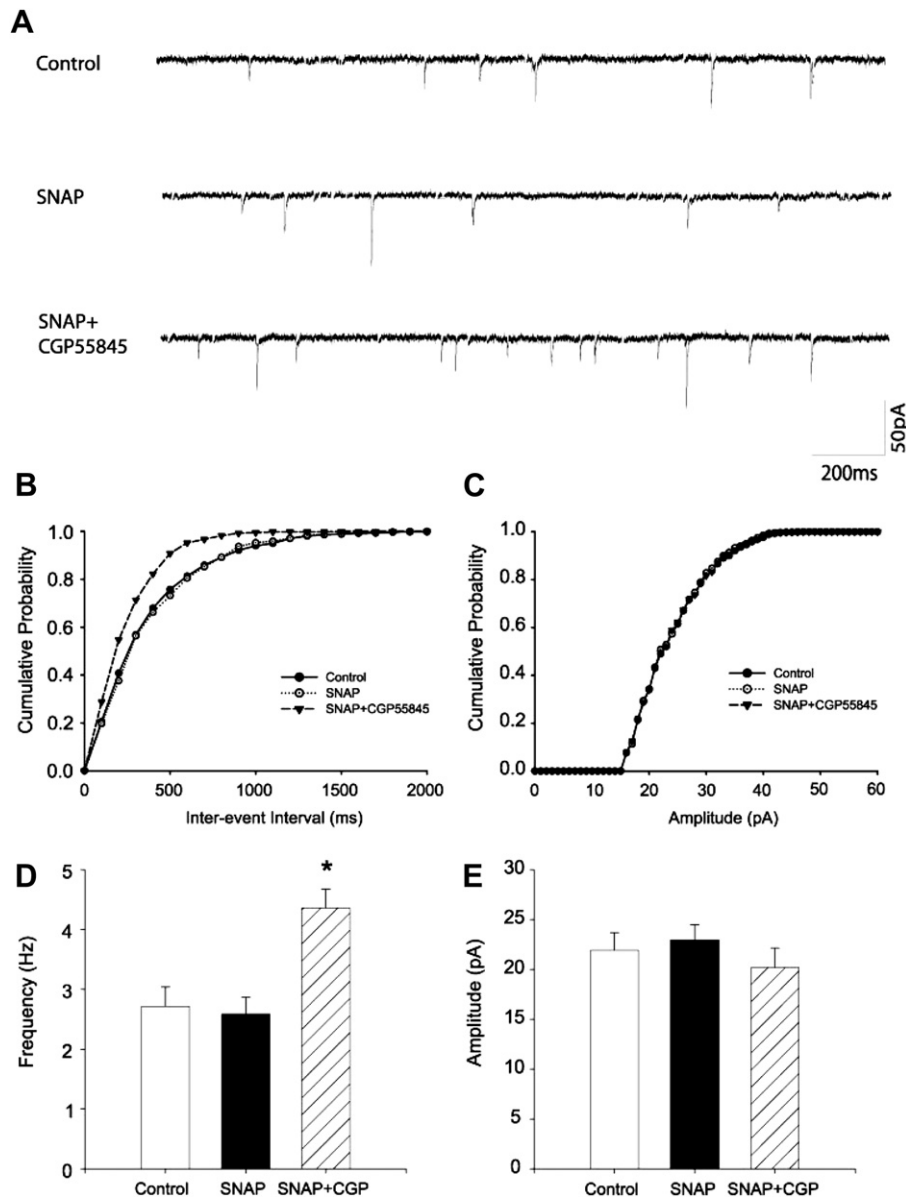 A
Control
SNAP
SNAP+
CGP55845
50pA
200ms
B
C
1.0
0.8
0.6
0.4
0.2
0.0
Cumulative Probability
Control
SNAP
SNAP+CGP55845
0
500
1000
1500
2000
Inter-event Interval (ms)
1.0
0.8
0.6
0.4
0.2
0.0
Cumulative Probability
Control
SNAP
SNAP+CGP55845
0
10
20
30
40
50
60
Amplitude (pA)
D
E
5
4
3
2
1
0
Frequency (Hz)
*
Control
SNAP
SNAP+CGP
30
25
20
15
10
5
0
Amplitude (pA)
Control
SNAP
SNAP+CGP